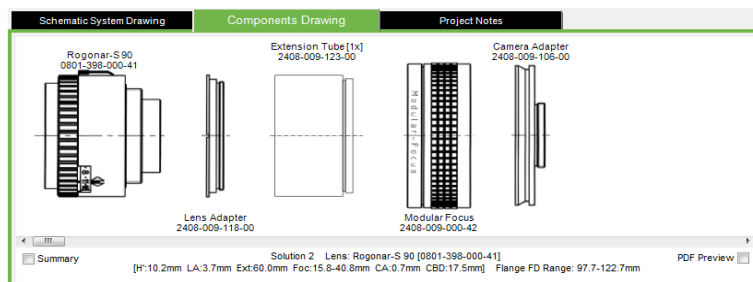 Schematic System Drawing
Components Drawing
Project Notes
Rogonar-S 90
0801-398-000-41
Extension Tube [1x]
2408-009-123-00
Camera Adapter
2408-009-106-00
Modular-Focus
Lens Adapter
2408-009-118-00
Modular Focus
2408-009-000-42
Summary
Solution 2 Lens: Rogonar-S 90 [0801-398-000-41]
PDF Preview
[H':10.2mm LA:3.7mm Ext:60.0mm Foc:15.8-40.8mm CA:0.7mm CBD:17.5mm] Flange FD Range: 97.7-122.7mm